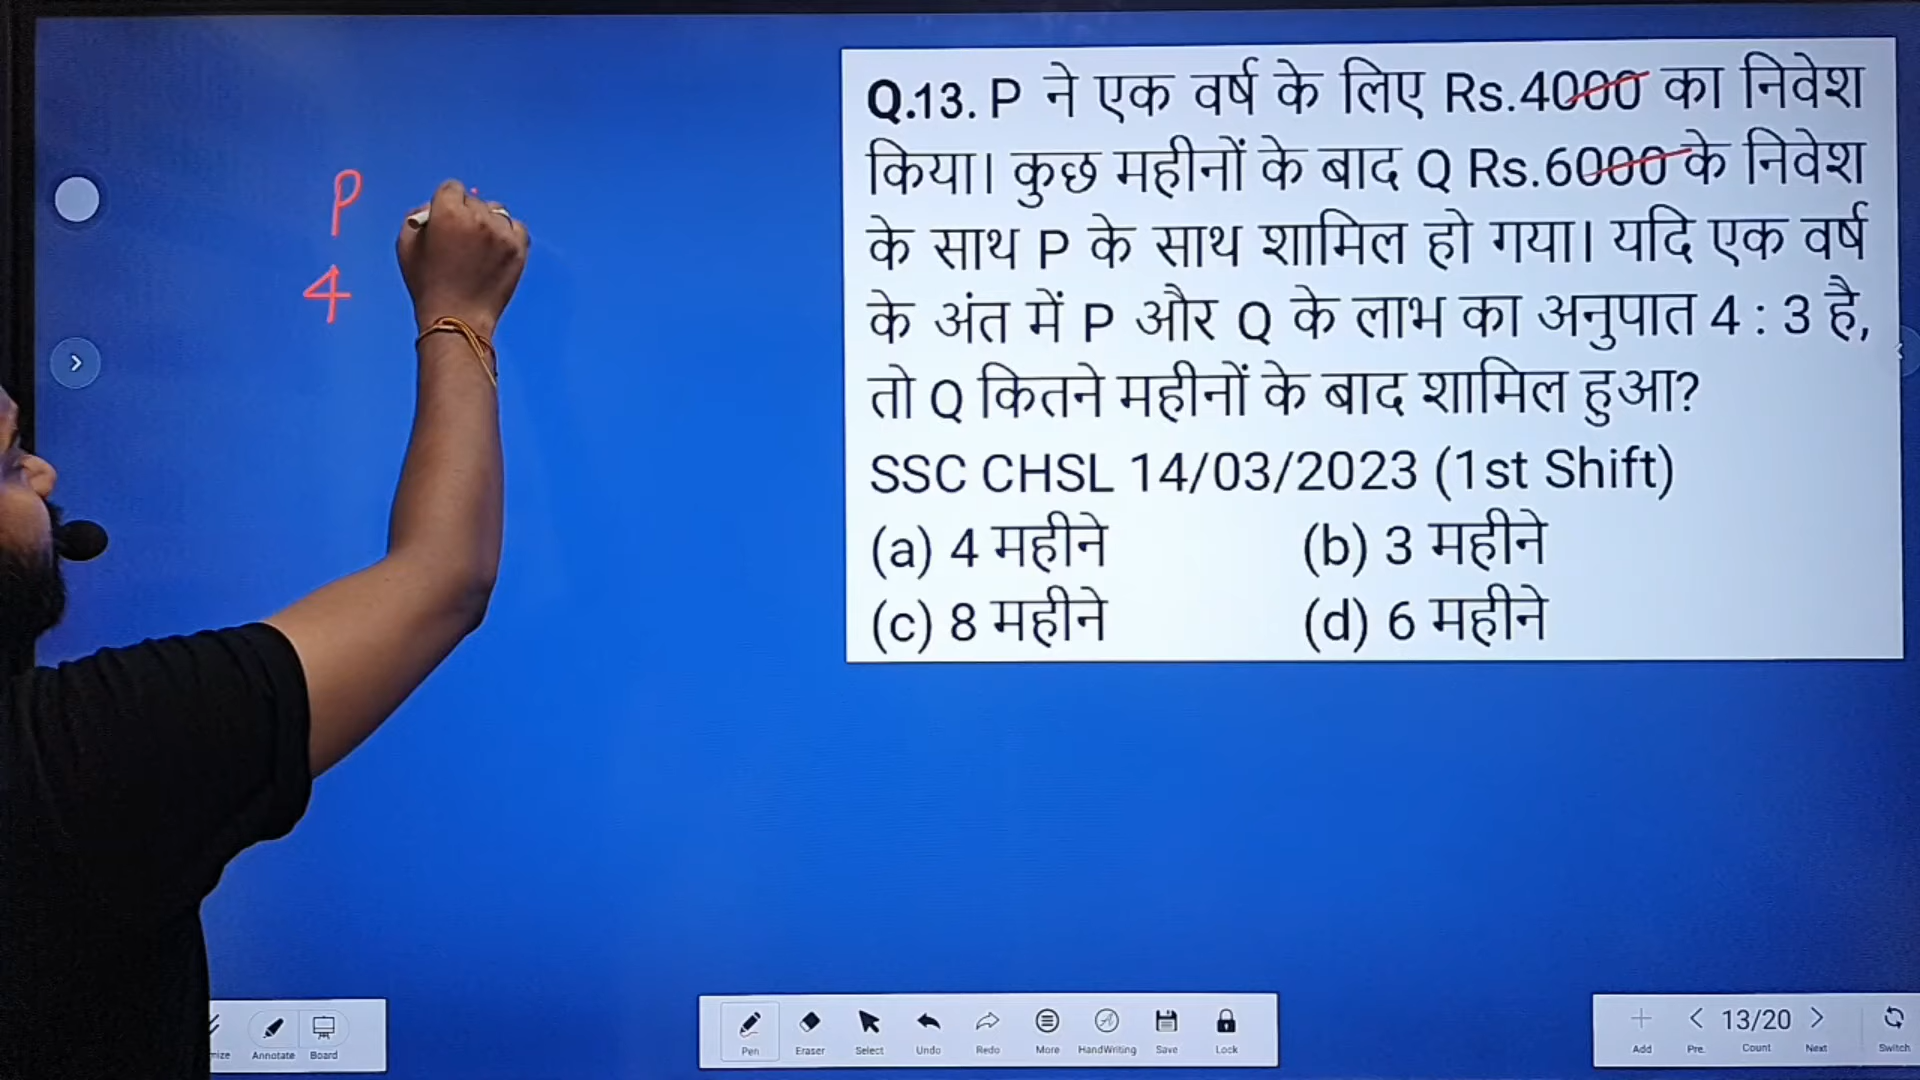 Q.13. P ने एक वर्ष के लिए Rs.4000 का निवेश
किया। कुछ महीनों के बाद Q Rs.6000 के निवेश
के साथ P के साथ शामिल हो गया। यदि एक वर्ष
के अंत में P और Q के लाभ का अनुपात 4 : 3 है,
तो Q कितने महीनों के बाद शामिल हुआ?
SSC CHSL 14/03/2023 (1st Shift)
(a) 4 महीने (b) 3 महीने
(c) 8 महीने (d) 6 महीने
P
4
Annotate Board
Pen Eraser Select Undo Redo More HandWriting Save Lock
13/20
Add Pre. Count Next Switch